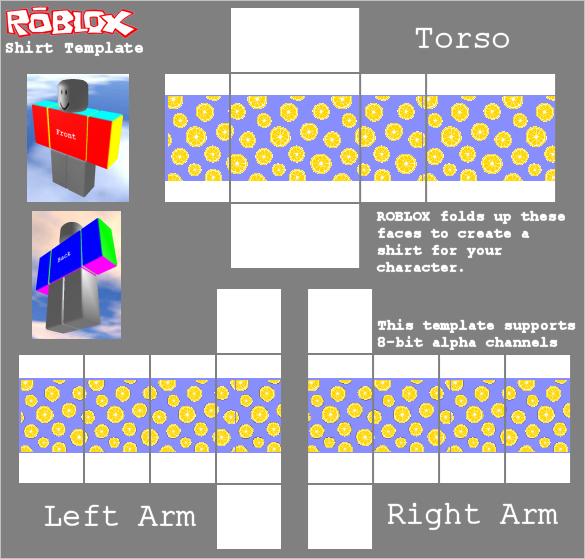 ROBLOX
Shirt Template
Torso
Front
ROBLOX folds up these
faces to create a
shirt for your
character.
Back
This template supports
8-bit alpha channels
Left Arm
Right Arm